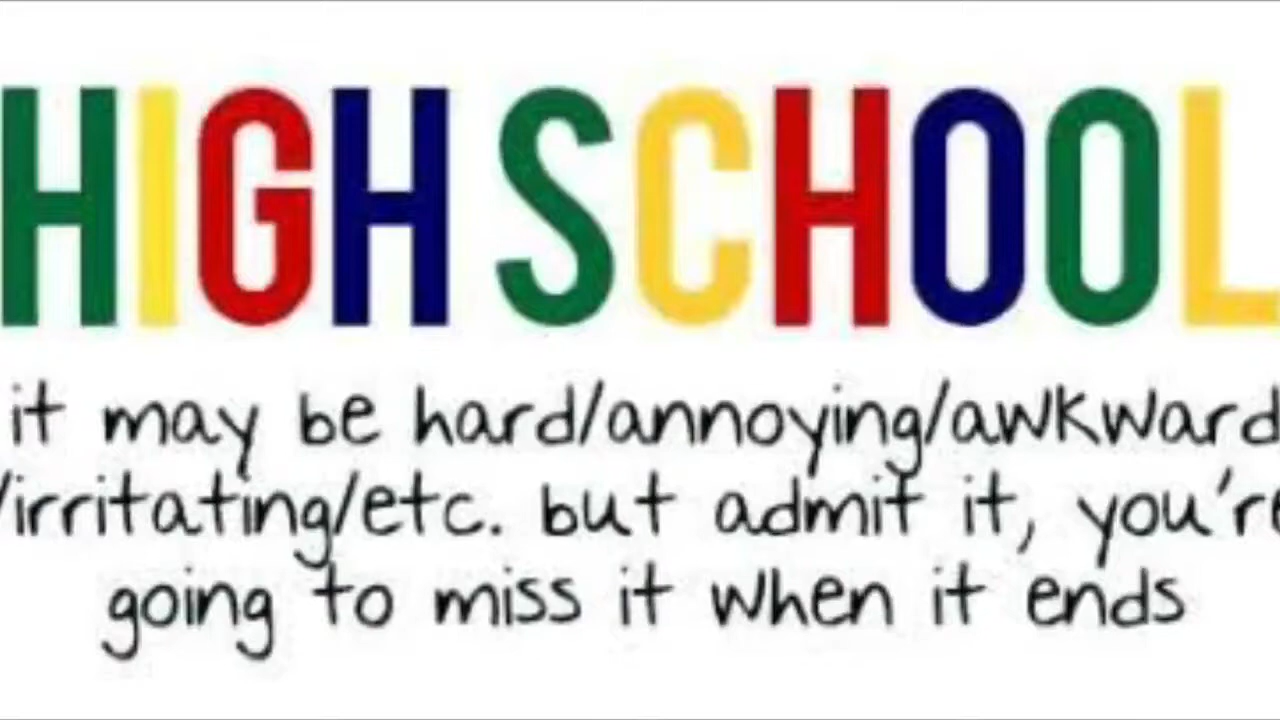 HIGH SCHOOL
it may be hard/annoying/awkward
/irritating/etc. but admit it, you're
going to miss it when it ends